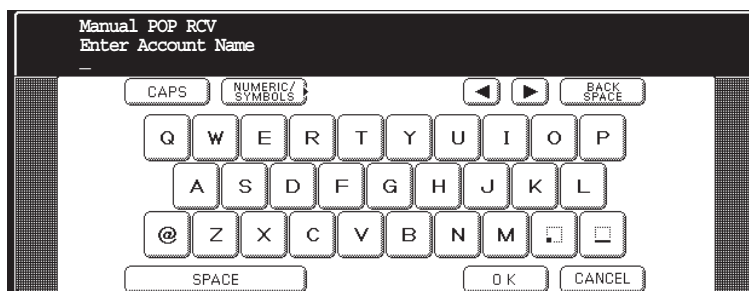 Manual POP RCV
Enter Account Name
_
CAPS NUMERIC/ SYMBOLS ◀ ▶ BACK SPACE
Q W E R T Y U I O P
A S D F G H J K L
@ Z X C V B N M . _
SPACE OK CANCEL